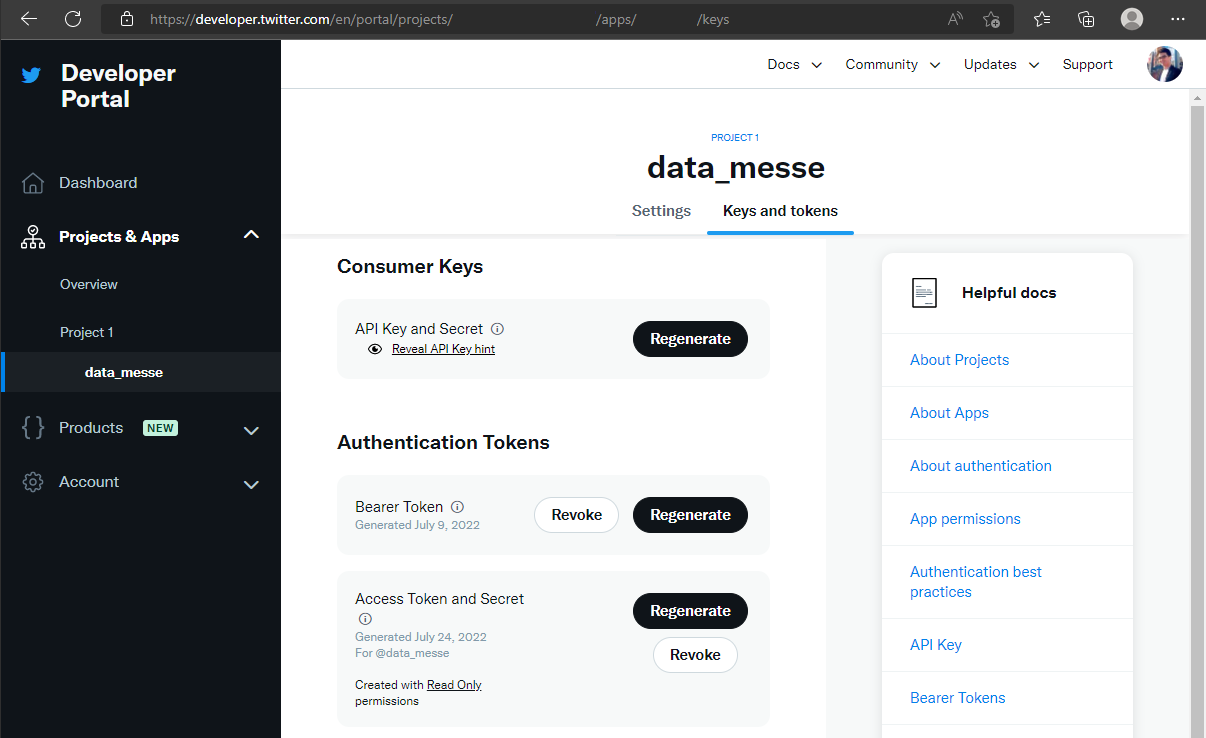 https://developer.twitter.com/en/portal/projects/ /apps/ /keys
Developer
Portal
Docs
Community
Updates
Support
Dashboard
Projects & Apps
Overview
Project 1
data_messe
Products NEW
Account
PROJECT 1
data_messe
Settings
Keys and tokens
Consumer Keys
API Key and Secret
Reveal API Key hint
Regenerate
Authentication Tokens
Bearer Token
Generated July 9, 2022
Revoke
Regenerate
Access Token and Secret
Generated July 24, 2022
For @data_messe
Created with Read Only
permissions
Regenerate
Revoke
Helpful docs
About Projects
About Apps
About authentication
App permissions
Authentication best
practices
API Key
Bearer Tokens